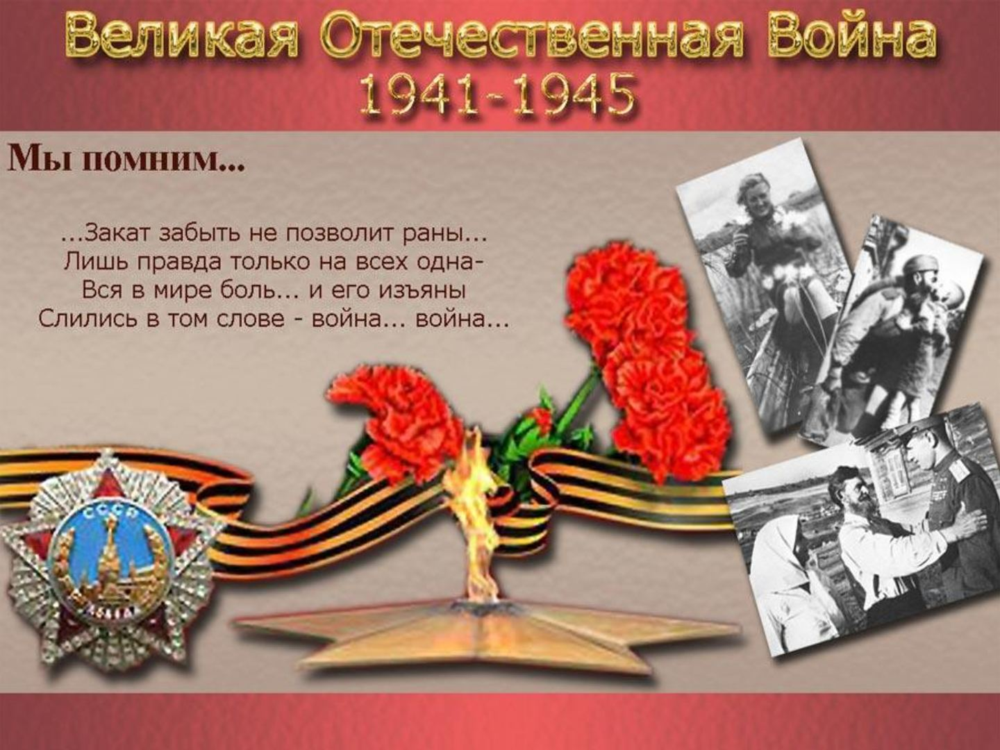 Великая Отечественная Война
1941-1945
Мы помним...
...Закат забыть не позволит раны...
Лишь правда только на всех одна-
Вся в мире боль... и его изъяны
Слились в том слове - война... война...
СССР
ПОБЕДА